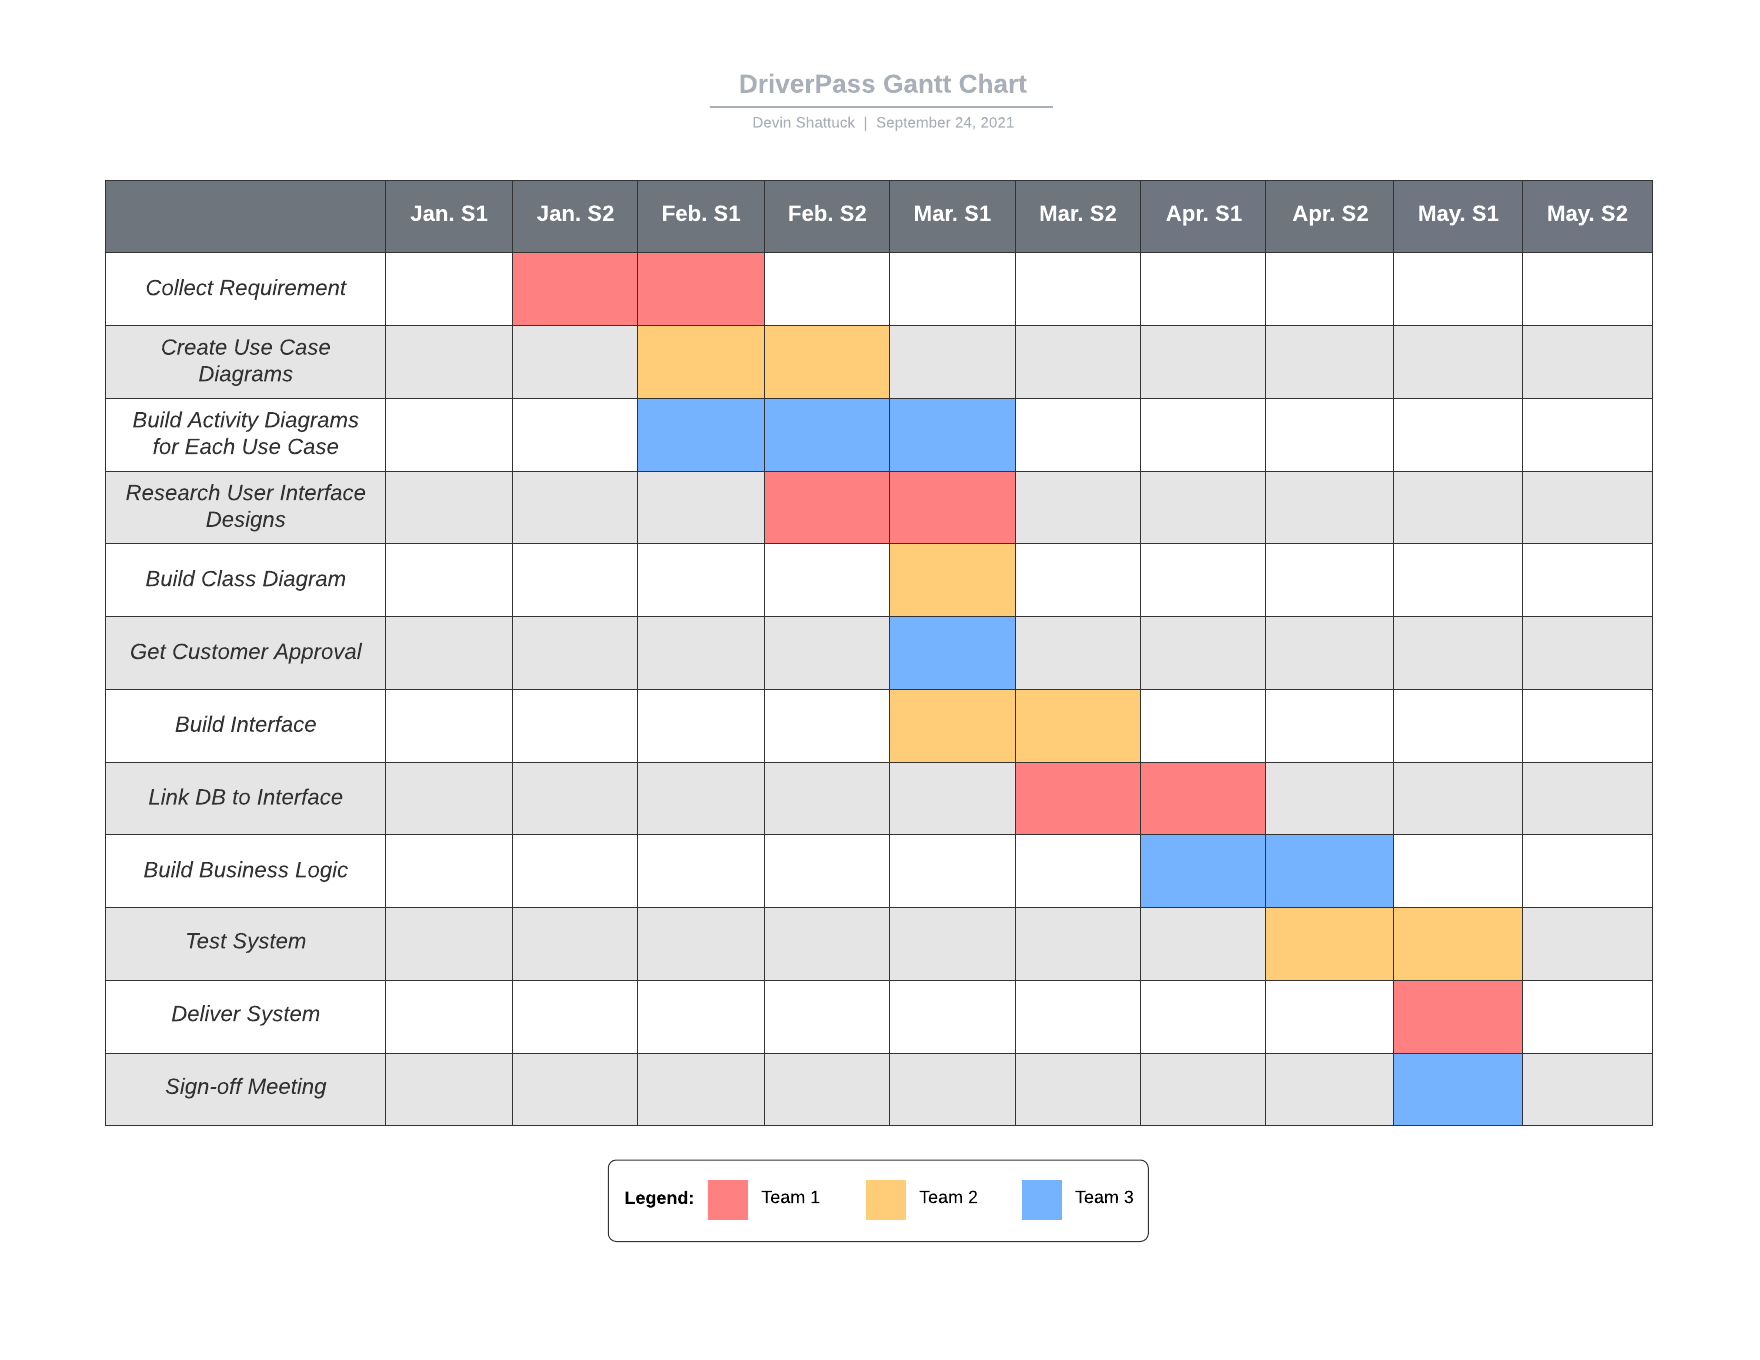 DriverPass Gantt Chart
Devin Shattuck | September 24, 2021
Jan. S1 Jan. S2 Feb. S1 Feb. S2 Mar. S1 Mar. S2 Apr. S1 Apr. S2 May. S1 May. S2
Collect Requirement
Create Use Case
Diagrams
Build Activity Diagrams
for Each Use Case
Research User Interface
Designs
Build Class Diagram
Get Customer Approval
Build Interface
Link DB to Interface
Build Business Logic
Test System
Deliver System
Sign-off Meeting
Legend: Team 1 Team 2 Team 3